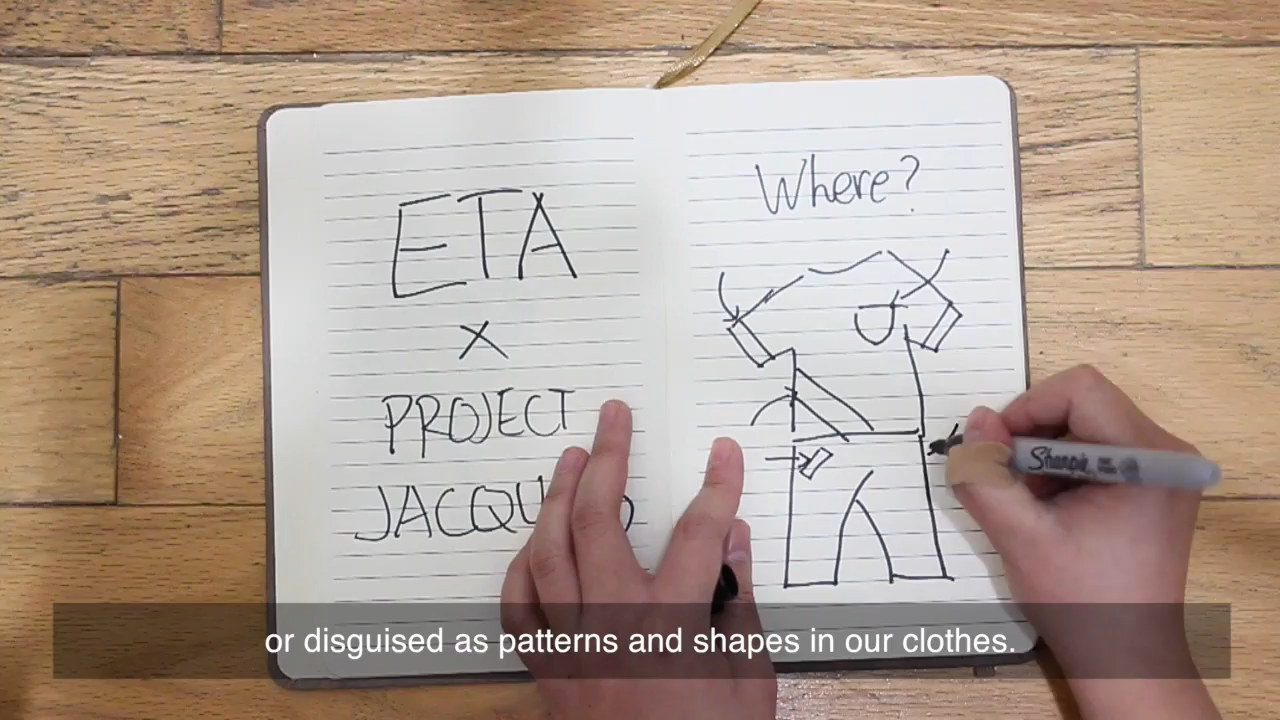 ETA
X
PROJECT
Where?
Sharpie
or disguised as patterns and shapes in our clothes.